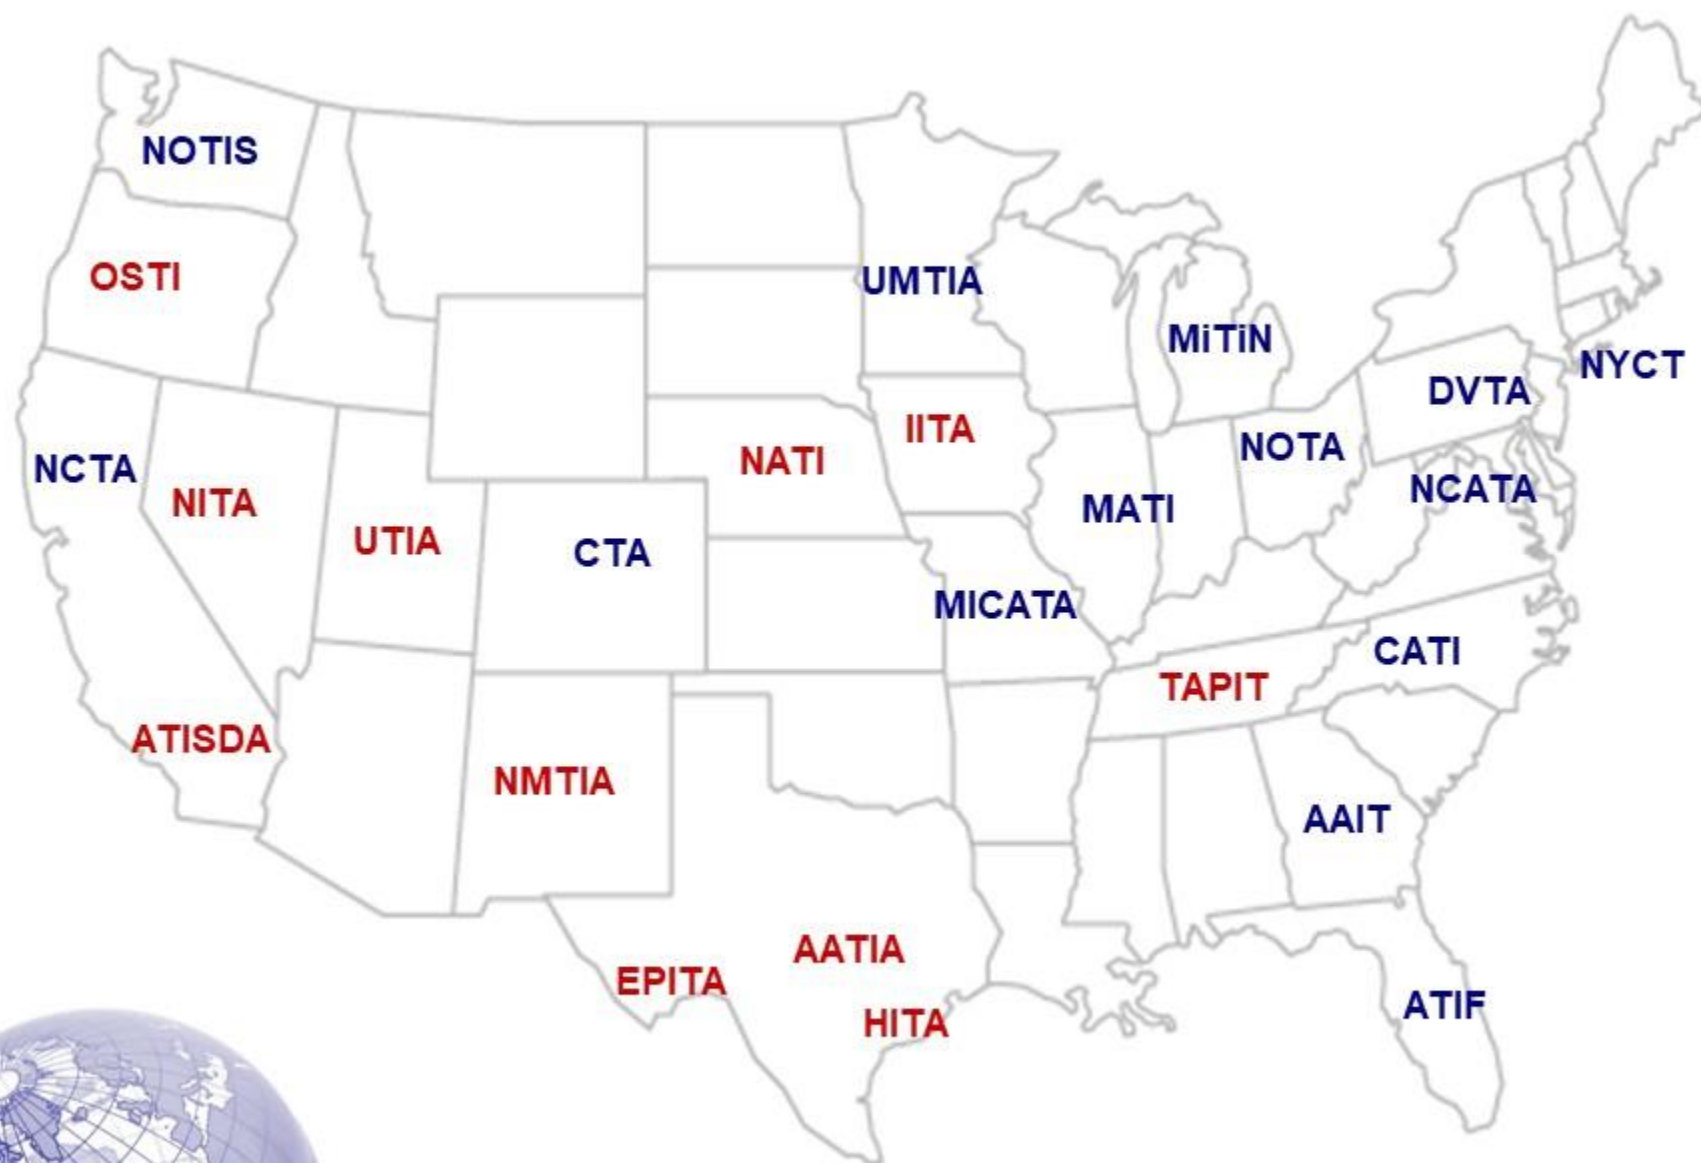 NOTIS
OSTI
UMTIA
MiTiN
NYCT
DVTA
IITA
NOTA
NATI
NCTA
NCATA
NITA
MATI
UTIA
CTA
MICATA
CATI
TAPIT
ATISDA
NMTIA
AAIT
AATIA
EPITA
ATIF
HITA